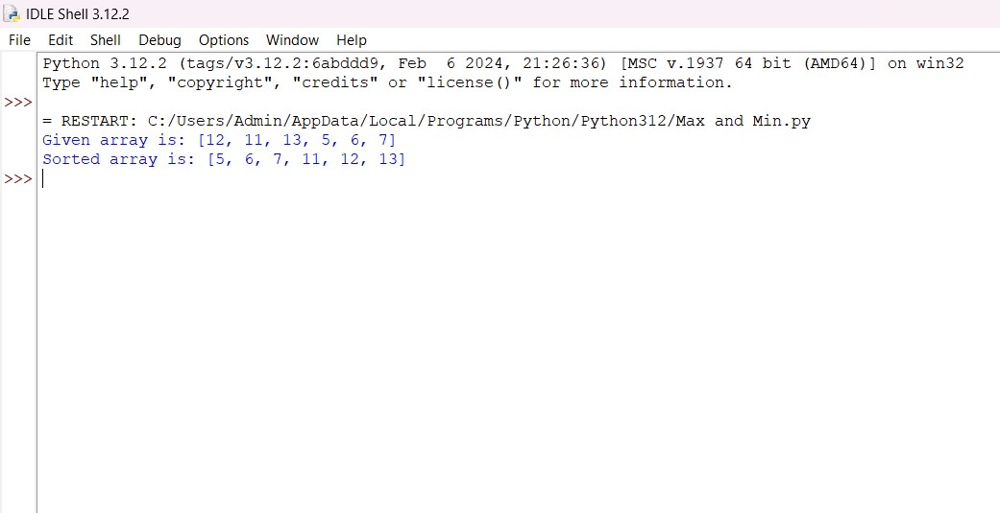 IDLE Shell 3.12.2
File Edit Shell Debug Options Window Help
Python 3.12.2 (tags/v3.12.2:6abddd9, Feb  6 2024, 21:26:36) [MSC v.1937 64 bit (AMD64)] on win32
Type "help", "copyright", "credits" or "license()" for more information.
>>>
= RESTART: C:/Users/Admin/AppData/Local/Programs/Python/Python312/Max and Min.py
Given array is: [12, 11, 13, 5, 6, 7]
Sorted array is: [5, 6, 7, 11, 12, 13]
>>>